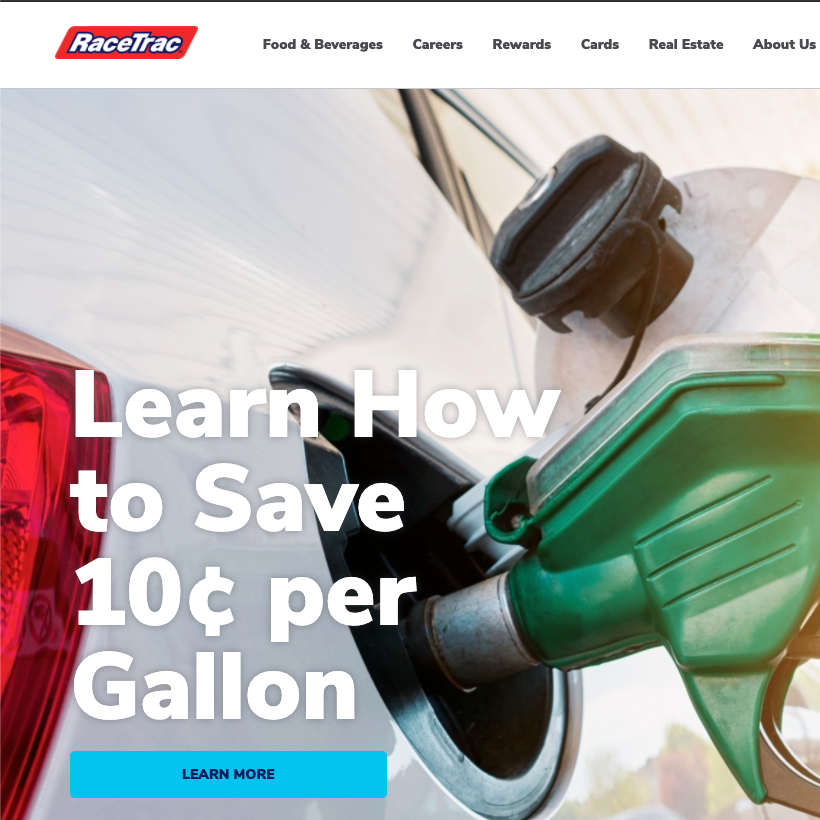 RaceTrac
Food & Beverages Careers Rewards Cards Real Estate About Us
Learn How
to Save
10¢ per
Gallon
LEARN MORE